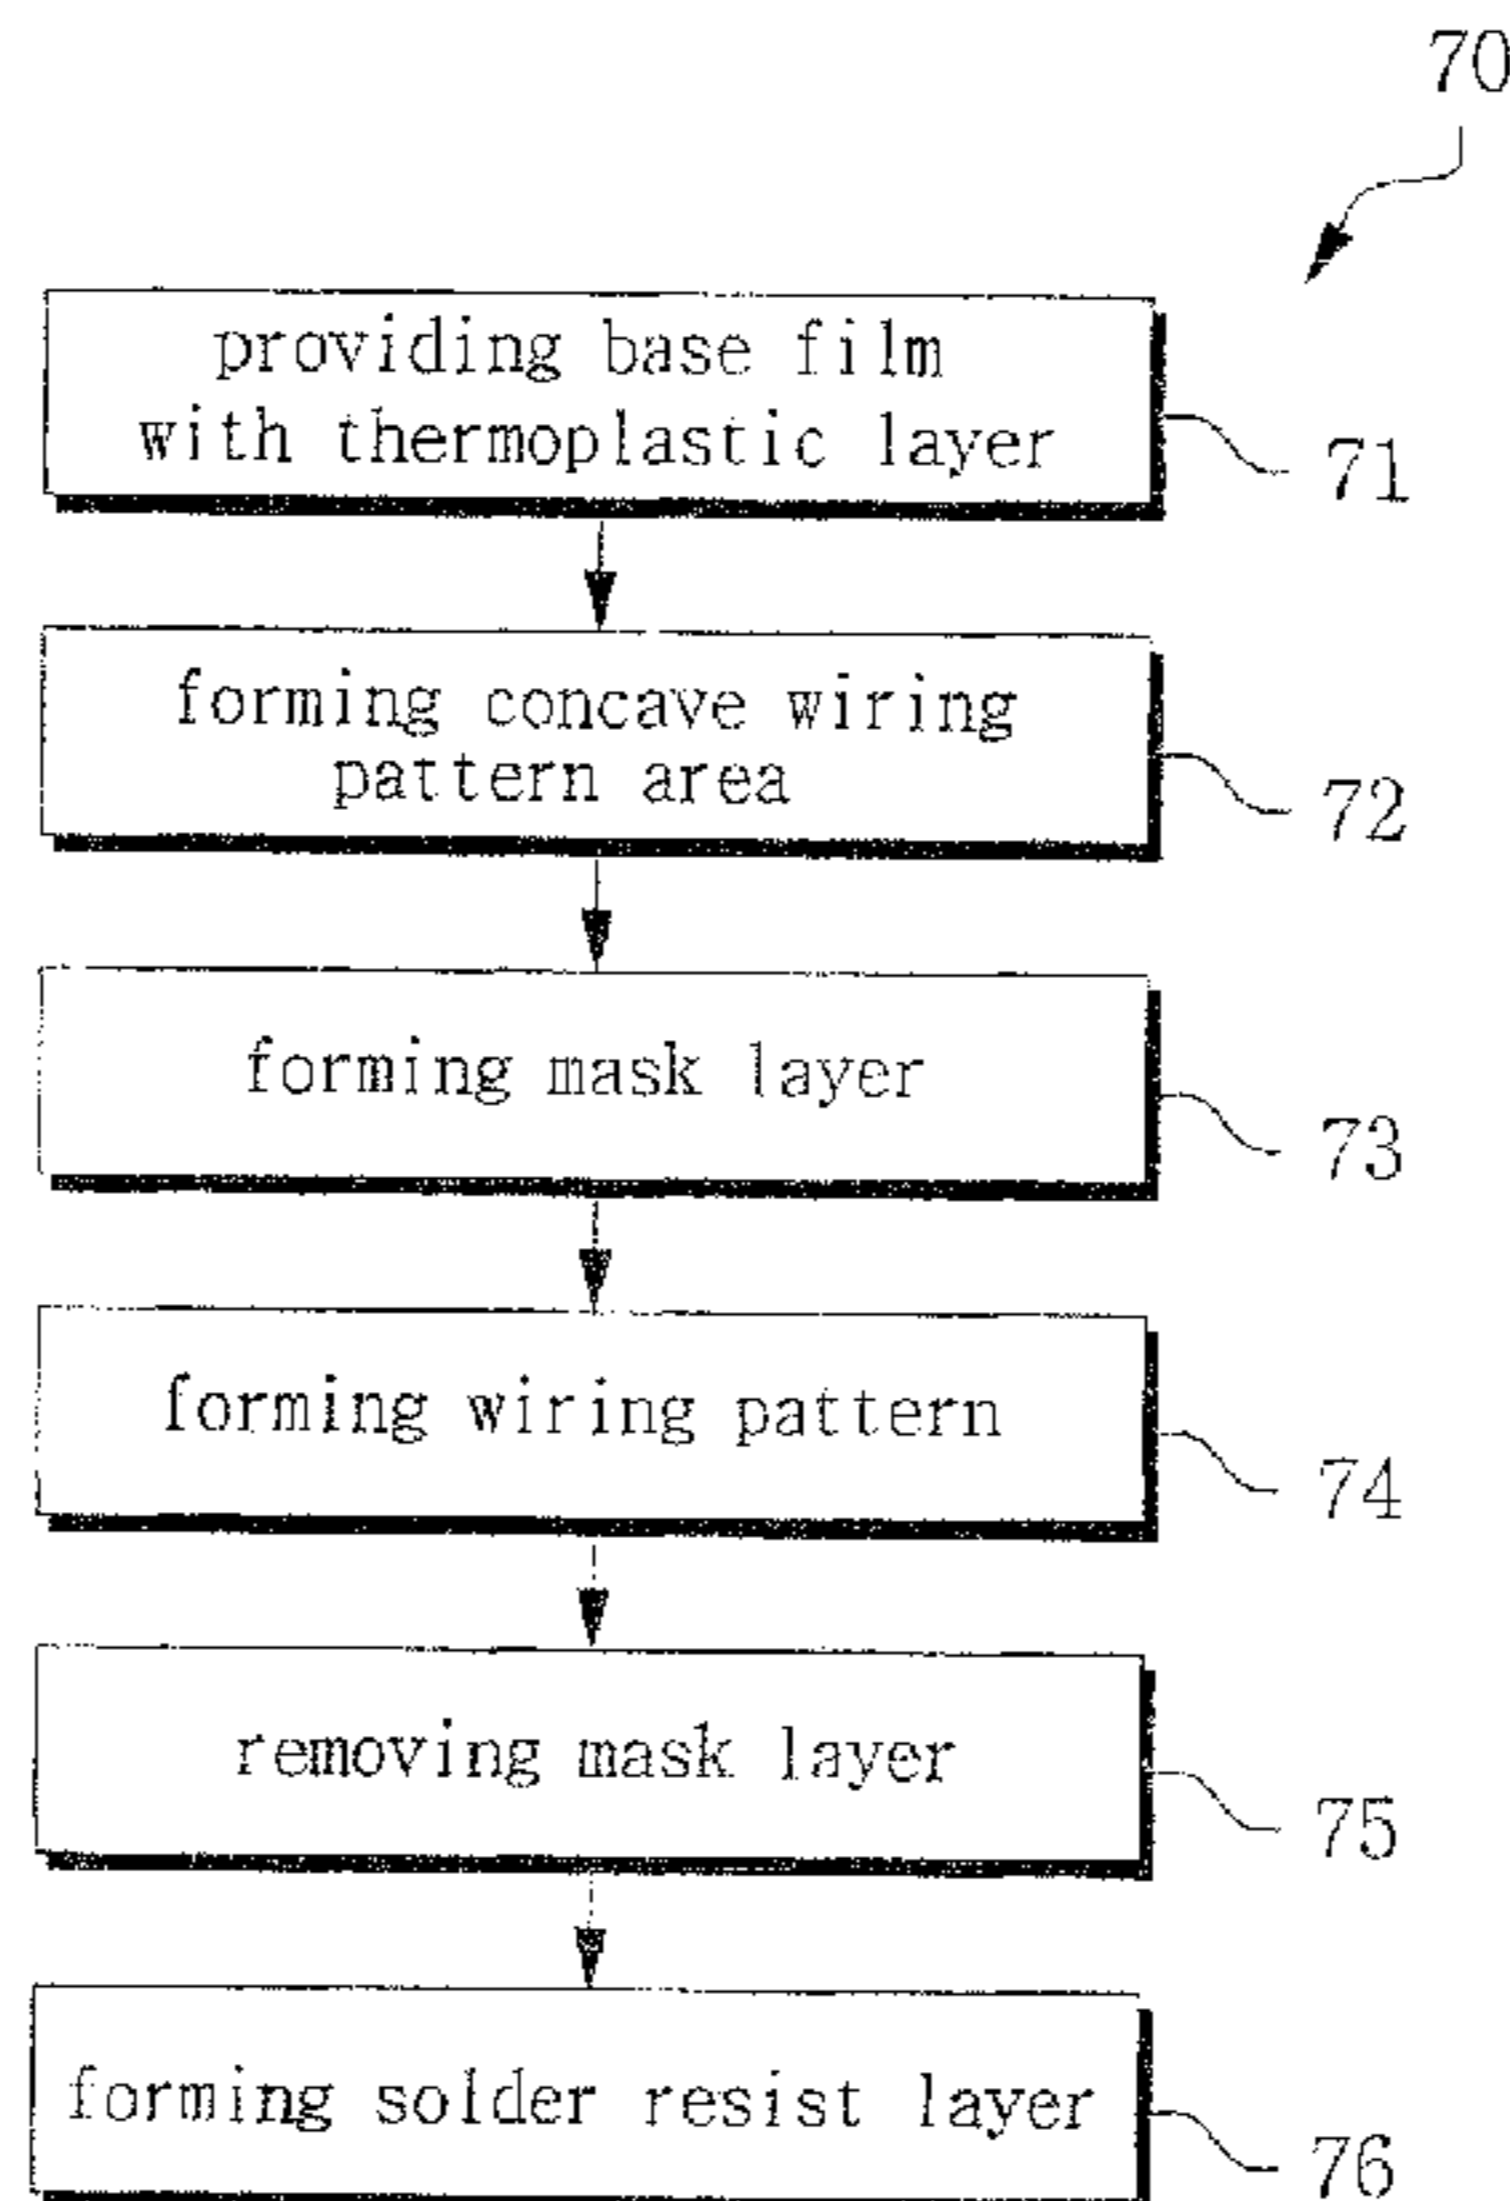 70
providing base film
with thermoplastic layer
71
forming concave wiring
pattern area
72
forming mask layer
73
forming wiring pattern
74
removing mask layer
75
forming solder resist layer
76